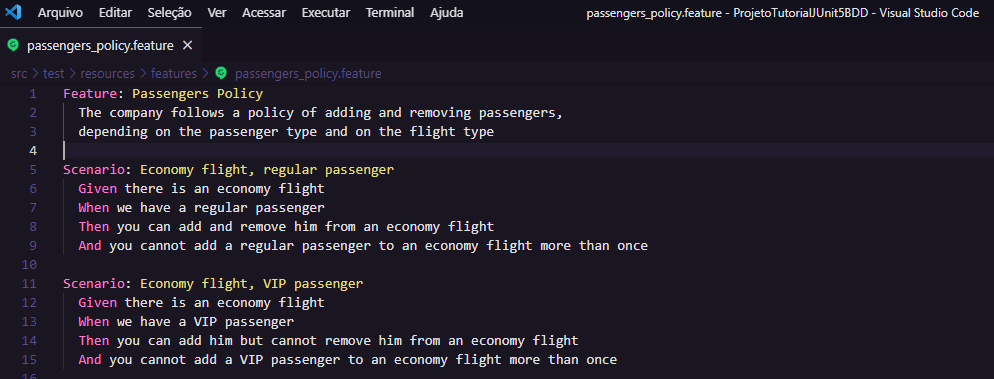 Arquivo Editar Seleção Ver Acessar Executar Terminal Ajuda passengers_policy.feature - ProjetoTutorialJUnit5BDD - Visual Studio Code
passengers_policy.feature
src > test > resources > features > passengers_policy.feature
1 Feature: Passengers Policy
2 The company follows a policy of adding and removing passengers,
3 depending on the passenger type and on the flight type
4
5 Scenario: Economy flight, regular passenger
6 Given there is an economy flight
7 When we have a regular passenger
8 Then you can add and remove him from an economy flight
9 And you cannot add a regular passenger to an economy flight more than once
10
11 Scenario: Economy flight, VIP passenger
12 Given there is an economy flight
13 When we have a VIP passenger
14 Then you can add him but cannot remove him from an economy flight
15 And you cannot add a VIP passenger to an economy flight more than once
16